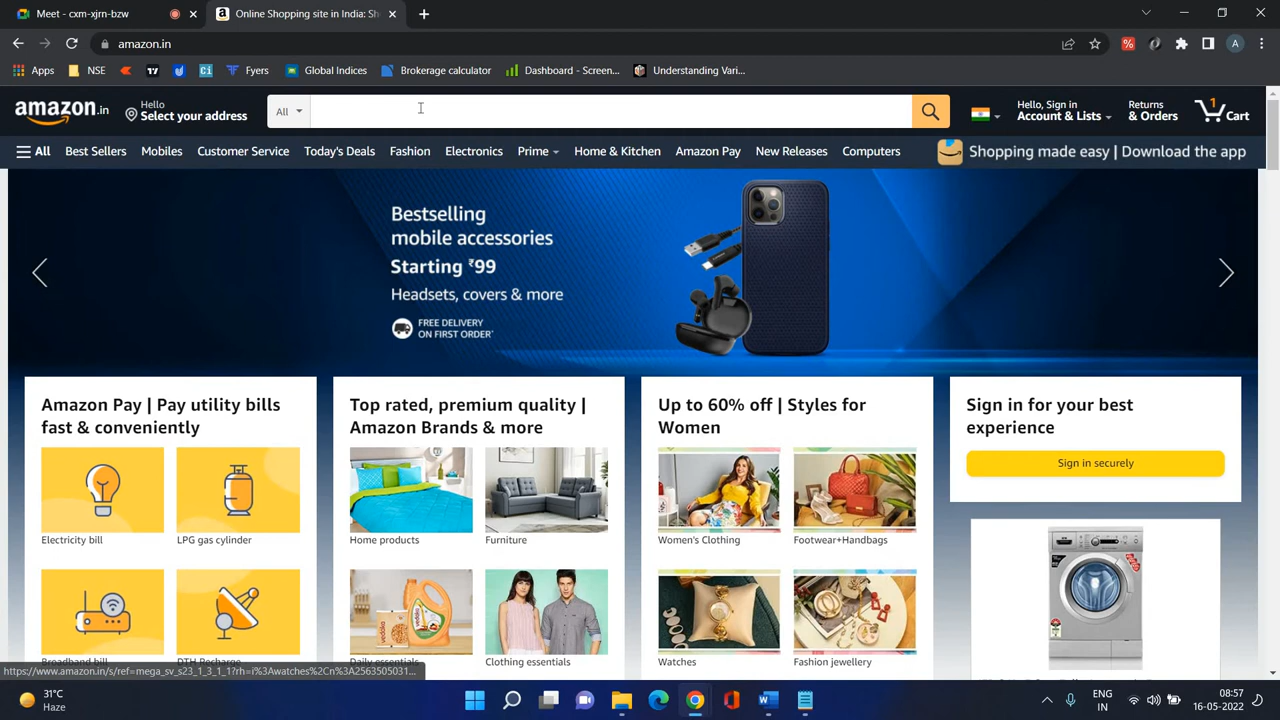 Meet - cxm-xjrn-bzw
Online Shopping site in India: Sh
amazon.in
Apps
NSE
Fyers
Global Indices
Brokerage calculator
Dashboard - Screen...
Understanding Vari...
amazon.in
Hello
Select your address
All
Hello, Sign in
Account & Lists
Returns
& Orders
1
Cart
All
Best Sellers
Mobiles
Customer Service
Today's Deals
Fashion
Electronics
Prime
Home & Kitchen
Amazon Pay
New Releases
Computers
Shopping made easy | Download the app
Bestselling
mobile accessories
Starting ₹99
Headsets, covers & more
FREE DELIVERY
ON FIRST ORDER*
Amazon Pay | Pay utility bills
fast & conveniently
Electricity bill
LPG gas cylinder
Broadband bill
DTH Recharge
Top rated, premium quality |
Amazon Brands & more
Home products
Furniture
Daily essentials
Clothing essentials
Up to 60% off | Styles for
Women
Women's Clothing
Footwear+Handbags
Watches
Fashion jewellery
Sign in for your best
experience
Sign in securely
https://www.amazon.in/s/ref=mega_sv_s23_1_3_1_1?rh=i%3Awatches%2Cn%3A2563505031...
31°C
Haze
ENG
IN
08:57
16-05-2022